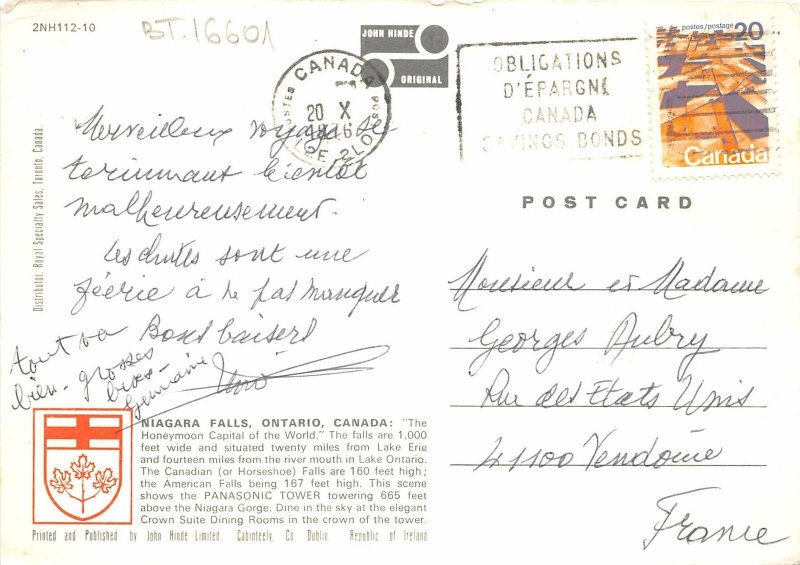 2NH112-10
BT.16601
JOHN HINDE
ORIGINAL
CANADA
20 X
1976
POSTES
POST
OBLIGATIONS
D'ÉPARGNE
CANADA
SAVINGS BONDS
postes/postage
20
Canada
POST CARD
Distributor: Royal Specialty Sales, Toronto, Canada.
Merveilleux voyage se
terminant bientôt
malheureusement.
Les chutes sont une
féerie à ne pas manquer
Bons baisers
tout va
bien - grosses
bises -
Germaine
Monsieur et Madame
Georges Aubry
Rue des Etats Unis
41100 Vendôme
France
NIAGARA FALLS, ONTARIO, CANADA: "The
Honeymoon Capital of the World." The falls are 1,000
feet wide and situated twenty miles from Lake Erie
and fourteen miles from the river mouth in Lake Ontario.
The Canadian (or Horseshoe) Falls are 160 feet high;
the American Falls being 167 feet high. This scene
shows the PANASONIC TOWER towering 665 feet
above the Niagara Gorge. Dine in the sky at the elegant
Crown Suite Dining Rooms in the crown of the tower.
Printed and Published by John Hinde Limited, Cabinteely, Co. Dublin, Republic of Ireland